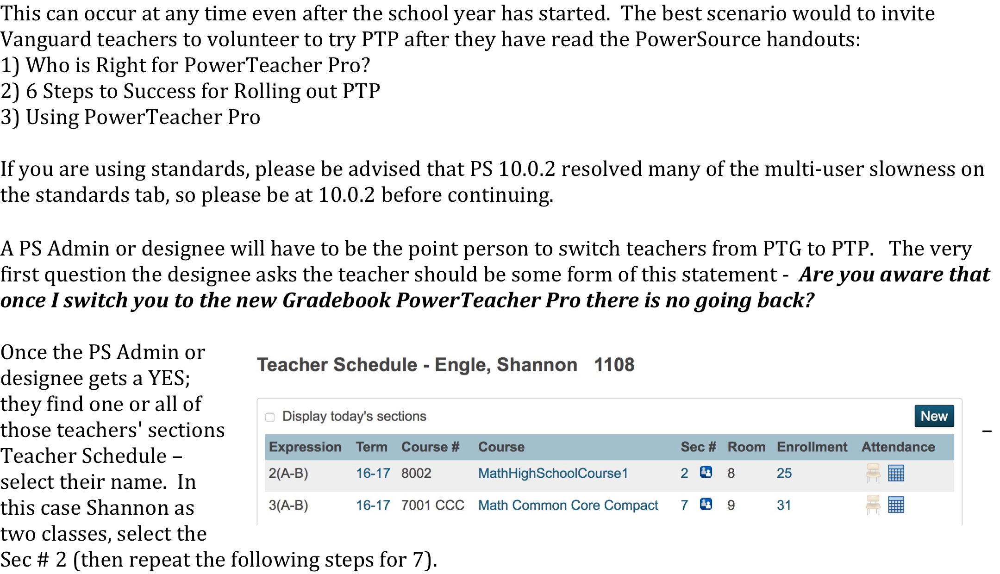 This can occur at any time even after the school year has started.  The best scenario would to invite
Vanguard teachers to volunteer to try PTP after they have read the PowerSource handouts:
1) Who is Right for PowerTeacher Pro?
2) 6 Steps to Success for Rolling out PTP
3) Using PowerTeacher Pro
If you are using standards, please be advised that PS 10.0.2 resolved many of the multi-user slowness on
the standards tab, so please be at 10.0.2 before continuing.
A PS Admin or designee will have to be the point person to switch teachers from PTG to PTP.   The very
first question the designee asks the teacher should be some form of this statement -  Are you aware that
once I switch you to the new Gradebook PowerTeacher Pro there is no going back?
Once the PS Admin or
designee gets a YES;
they find one or all of
those teachers' sections –
Teacher Schedule –
select their name.  In
this case Shannon as
two classes, select the
Sec # 2 (then repeat the following steps for 7).
Teacher Schedule - Engle, Shannon   1108
Display today's sections New
Expression Term Course # Course Sec # Room Enrollment Attendance
2(A-B) 16-17 8002 MathHighSchoolCourse1 2 8 25
3(A-B) 16-17 7001 CCC Math Common Core Compact 7 9 31